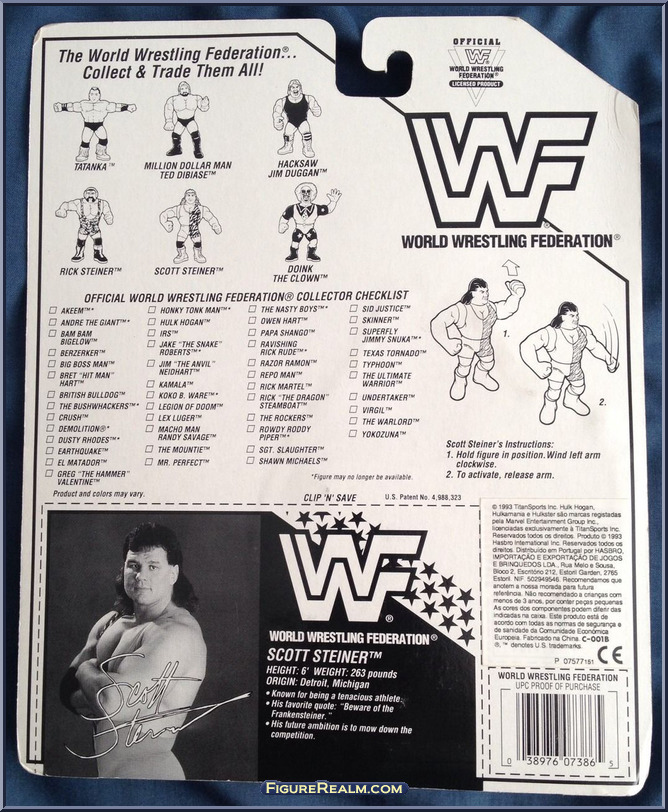 The World Wrestling Federation®...
Collect & Trade Them All!
OFFICIAL
WF
WORLD WRESTLING
FEDERATION®
LICENSED PRODUCT
TATANKA™
MILLION DOLLAR MAN
TED DIBIASE™
HACKSAW
JIM DUGGAN™
RICK STEINER™
SCOTT STEINER™
DOINK
THE CLOWN™
WF
WORLD WRESTLING FEDERATION®
OFFICIAL WORLD WRESTLING FEDERATION® COLLECTOR CHECKLIST
AKEEM™*
ANDRE THE GIANT™*
BAM BAM
BIGELOW™
BERZERKER™
BIG BOSS MAN™
BRET "HIT MAN"
HART™
BRITISH BULLDOG™
THE BUSHWHACKERS™*
CRUSH™
DEMOLITION®*
DUSTY RHODES™*
EARTHQUAKE™
EL MATADOR™
GREG "THE HAMMER"
VALENTINE™
HONKY TONK MAN™*
HULK HOGAN™
IRS™
JAKE "THE SNAKE"
ROBERTS™*
JIM "THE ANVIL"
NEIDHART™
KAMALA™
KOKO B. WARE™*
LEGION OF DOOM™
LEX LUGER™
MACHO MAN
RANDY SAVAGE™
THE MOUNTIE™
MR. PERFECT™
THE NASTY BOYS™*
OWEN HART™
PAPA SHANGO™
RAVISHING
RICK RUDE™*
RAZOR RAMON™
REPO MAN™
RICK MARTEL™
RICK "THE DRAGON"
STEAMBOAT™
THE ROCKERS™
ROWDY RODDY
PIPER™*
SGT. SLAUGHTER™
SHAWN MICHAELS™
SID JUSTICE™*
SKINNER™
SUPERFLY
JIMMY SNUKA™*
TEXAS TORNADO™
TYPHOON™
THE ULTIMATE
WARRIOR™
UNDERTAKER™
VIRGIL™
THE WARLORD™
YOKOZUNA™
1.
2.
Scott Steiner's Instructions:
1. Hold figure in position. Wind left arm
clockwise.
2. To activate, release arm.
*Figure may no longer be available.
Product and colors may vary.
CLIP 'N' SAVE
U.S. Patent No. 4,988,323
WF
WORLD WRESTLING FEDERATION®
SCOTT STEINER™
HEIGHT: 6' WEIGHT: 263 pounds
ORIGIN: Detroit, Michigan
• Known for being a tenacious athlete.
• His favorite quote: "Beware of the
Frankensteiner."
• His future ambition is to mow down the
competition.
Scott Steiner
© 1993 TitanSports Inc. Hulk Hogan,
Hulkamania e Hulkster são marcas registadas
pela Marvel Entertainment Group Inc.,
licenciadas exclusivamente à TitanSports Inc.
Reservados todos os direitos. Produto © 1993
Hasbro International Inc. Reservados todos os
direitos. Distribuído em Portugal por HASBRO,
IMPORTAÇÃO E EXPORTAÇÃO DE JOGOS
E BRINQUEDOS LDA., Rua Melo e Sousa,
Bloco 2, Escritório 212, Estoril Garden, 2765
Estoril. NIF 502949546. Recomendamos que
anotem a nossa morada para futura
referência. Não recomendado a crianças com
menos de 3 anos, por conter peças pequenas
As cores dos componentes podem diferir das
indicadas na caixa. Este produto está de
acordo com todas as normas de segurança e
de sanidade da Comunidade Económica
Europeia. Fabricado na China. C-001B
®, ™ denotes U.S. trademarks.
CE
P 07577181
WORLD WRESTLING FEDERATION
UPC PROOF OF PURCHASE
0 38976 07386 5
FIGUREREALM.COM